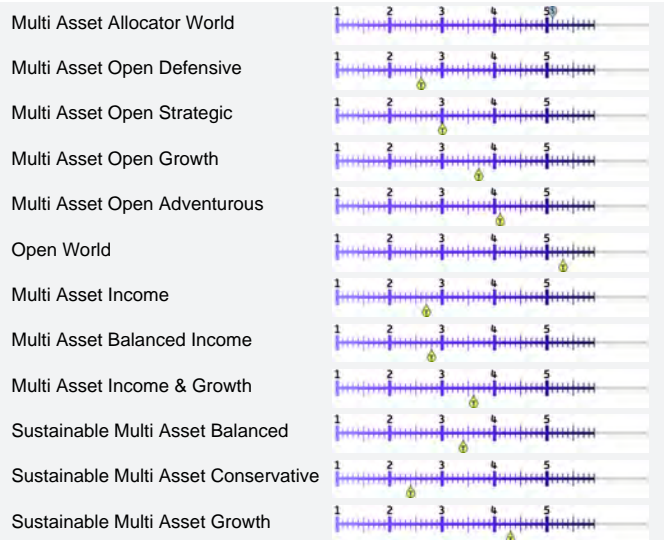 Multi Asset Allocator World 1 2 3 4 5
Multi Asset Open Defensive 1 2 3 4 5
Multi Asset Open Strategic 1 2 3 4 5
Multi Asset Open Growth 1 2 3 4 5
Multi Asset Open Adventurous 1 2 3 4 5
Open World 1 2 3 4 5
Multi Asset Income 1 2 3 4 5
Multi Asset Balanced Income 1 2 3 4 5
Multi Asset Income & Growth 1 2 3 4 5
Sustainable Multi Asset Balanced 1 2 3 4 5
Sustainable Multi Asset Conservative 1 2 3 4 5
Sustainable Multi Asset Growth 1 2 3 4 5